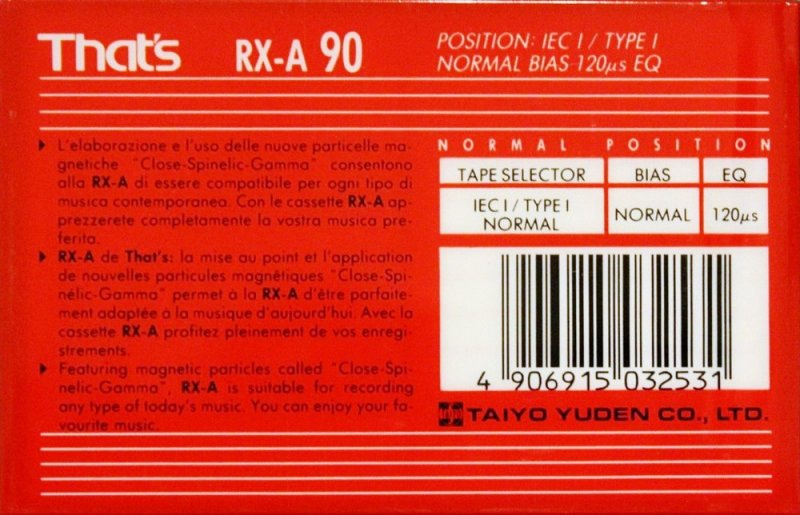 That's RX-A 90
POSITION: IEC I / TYPE I
NORMAL BIAS-120µs EQ
L'elaborazione e l'uso delle nuove particelle ma-
gnetiche "Close-Spinelic-Gamma" consentono
alla RX-A di essere compatibile per ogni tipo di
musica contemporanea. Con le cassette RX-A ap-
prezzerete completamente la vostra musica pre-
ferita.
RX-A de That's: la mise au point et l'application
de nouvelles particules magnétiques "Close-Spi-
nélic-Gamma" permet à la RX-A d'être parfaite-
ment adaptée à la musique d'aujourd'hui. Avec la
cassette RX-A profitez pleinement de vos enregi-
strements.
Featuring magnetic particles called "Close-Spi-
nelic-Gamma", RX-A is suitable for recording
any type of today's music. You can enjoy your fa-
vourite music.
NORMAL POSITION
TAPE SELECTOR BIAS EQ
IEC I / TYPE I
NORMAL NORMAL 120µs
4 906915 032531
TAIYO YUDEN CO., LTD.